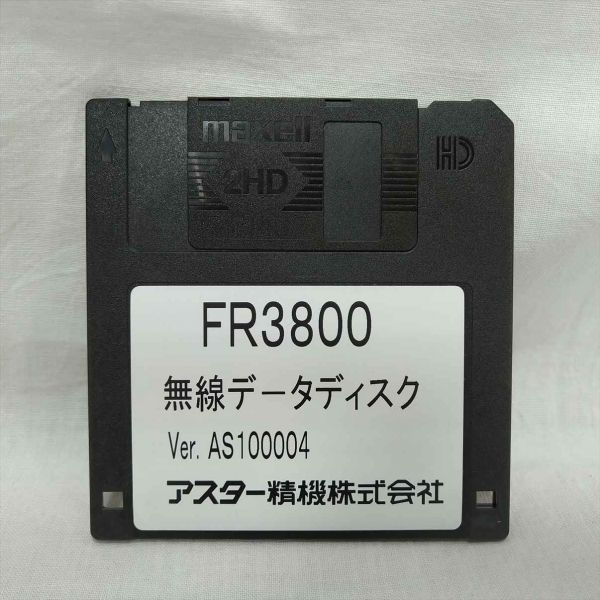 maxell
2HD
HD
FR3800
無線データディスク
Ver. AS100004
アスター精機株式会社